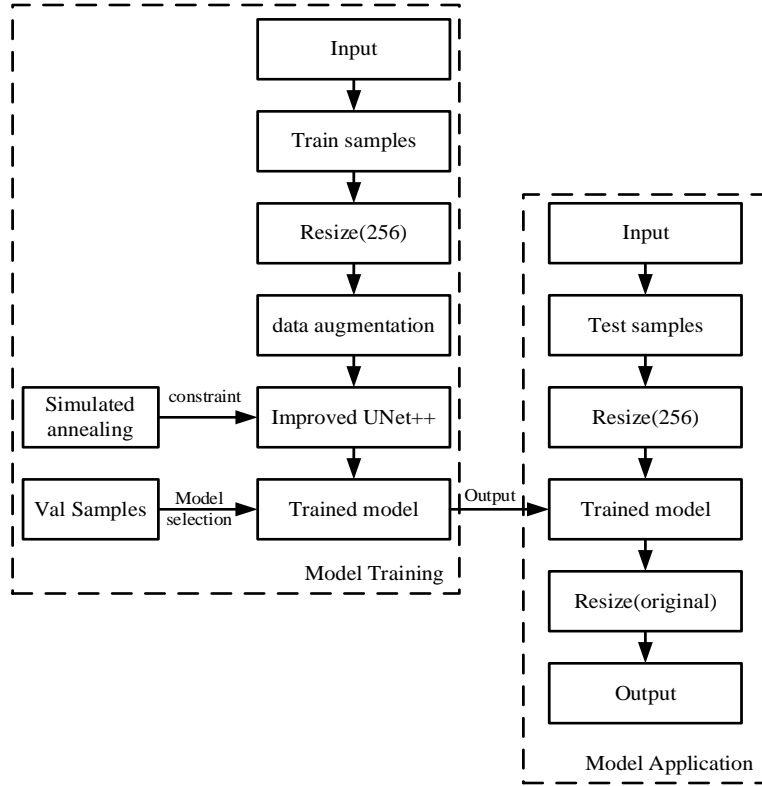 Input
Train samples
Resize(256)
data augmentation
Simulated
annealing
constraint
Improved UNet++
Val Samples
Model
selection
Trained model
Model Training
Output
Input
Test samples
Resize(256)
Trained model
Resize(original)
Output
Model Application